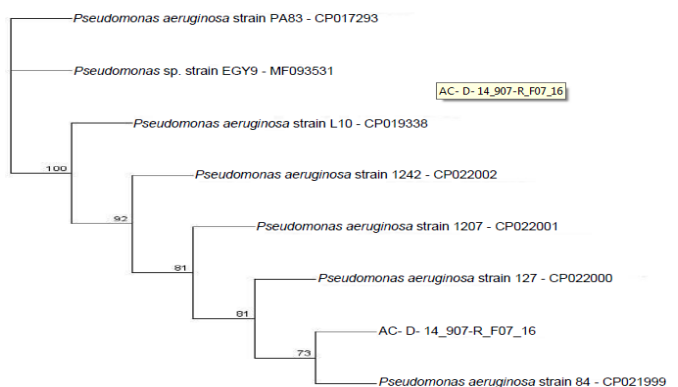 Pseudomonas aeruginosa strain PA83 - CP017293
Pseudomonas sp. strain EGY9 - MF093531
AC- D- 14_907-R_F07_16
Pseudomonas aeruginosa strain L10 - CP019338
100
Pseudomonas aeruginosa strain 1242 - CP022002
92
Pseudomonas aeruginosa strain 1207 - CP022001
81
Pseudomonas aeruginosa strain 127 - CP022000
81
AC- D- 14_907-R_F07_16
73
Pseudomonas aeruginosa strain 84 - CP021999